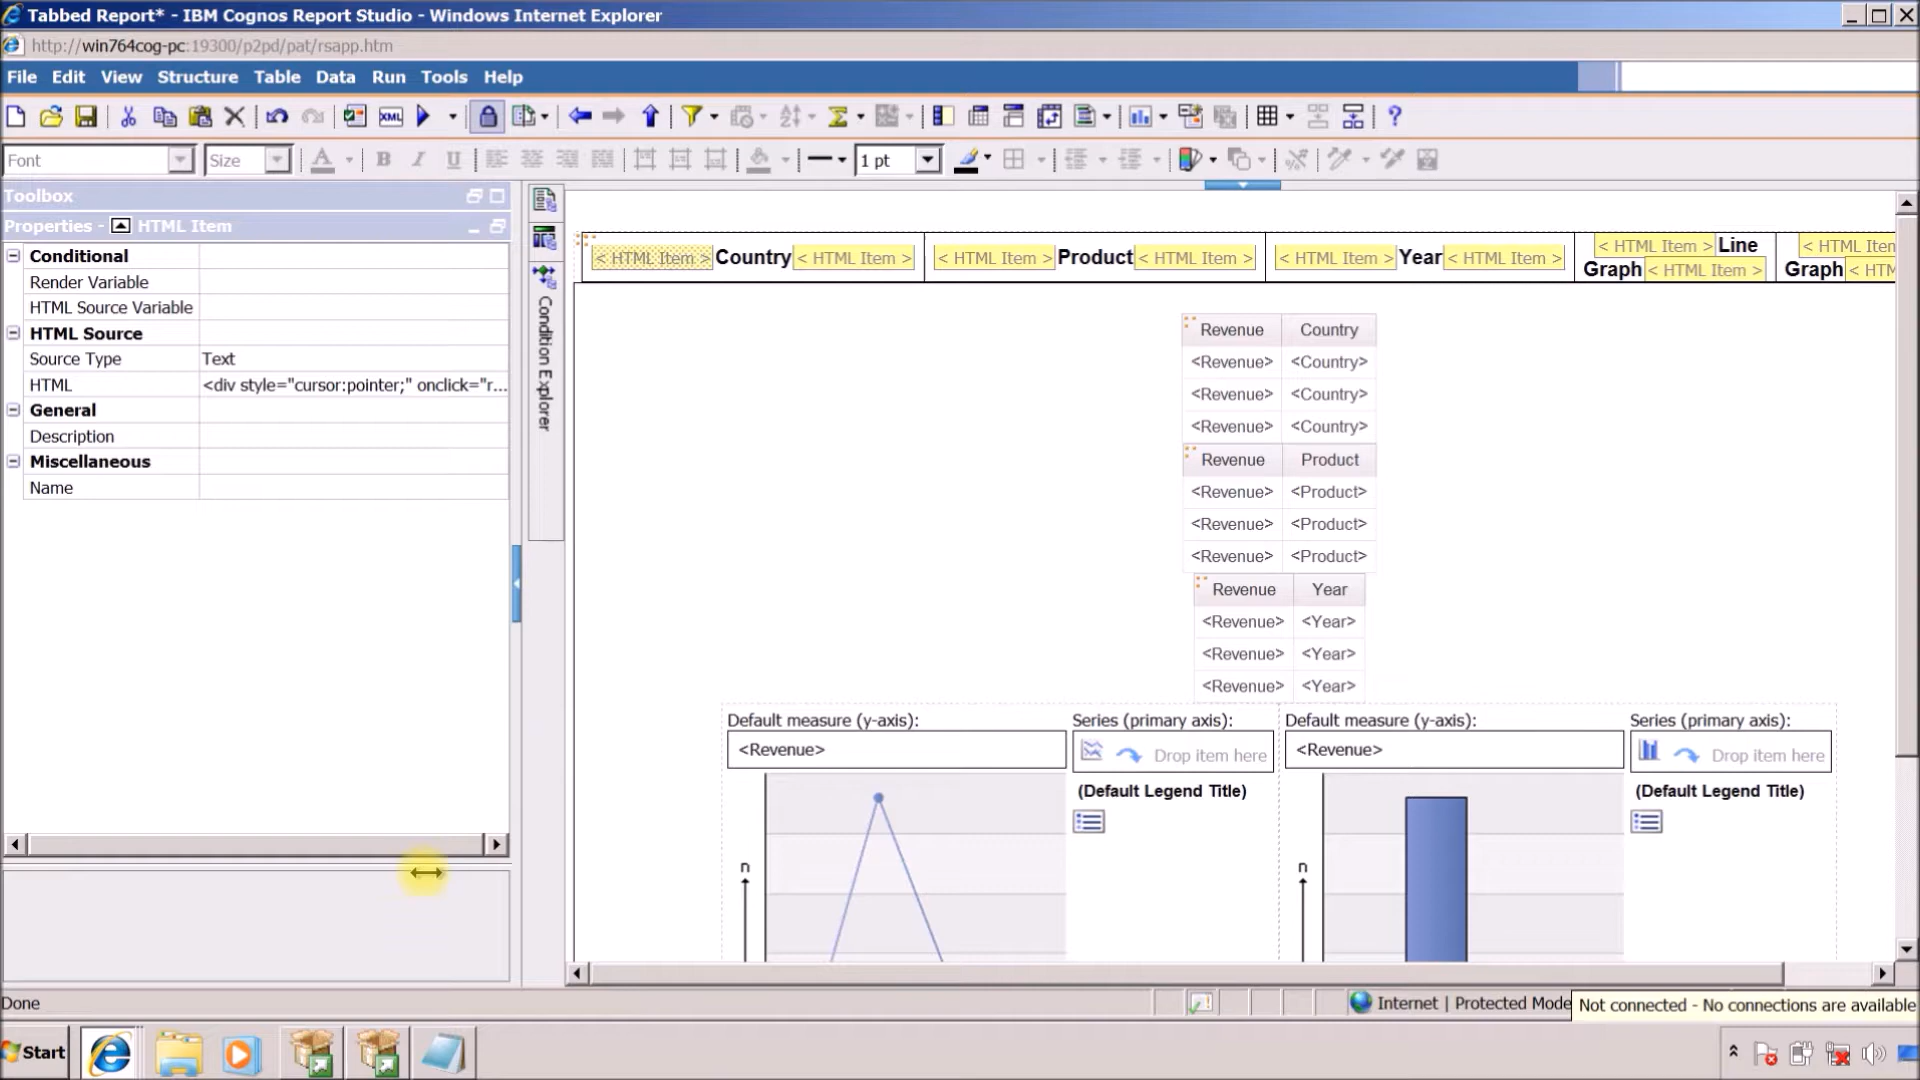 Tabbed Report* - IBM Cognos Report Studio - Windows Internet Explorer
http://win764cog-pc:19300/p2pd/pat/rsapp.htm
File Edit View Structure Table Data Run Tools Help
XML
Font Size A B I U 1 pt
Toolbox
Properties - HTML Item
Conditional
Render Variable
HTML Source Variable
HTML Source
Source Type Text
HTML <div style="cursor:pointer;" onclick="r...
General
Description
Miscellaneous
Name
Condition Explorer
< HTML Item > Country < HTML Item > < HTML Item > Product < HTML Item > < HTML Item > Year < HTML Item > < HTML Item > Line < HTML Iten
Graph < HTML Item > Graph < HTM
Revenue Country
<Revenue> <Country>
<Revenue> <Country>
<Revenue> <Country>
Revenue Product
<Revenue> <Product>
<Revenue> <Product>
<Revenue> <Product>
Revenue Year
<Revenue> <Year>
<Revenue> <Year>
<Revenue> <Year>
Default measure (y-axis): Series (primary axis): Default measure (y-axis): Series (primary axis):
<Revenue> Drop item here <Revenue> Drop item here
(Default Legend Title) (Default Legend Title)
n n
Done Internet | Protected Mode Not connected - No connections are available
Start